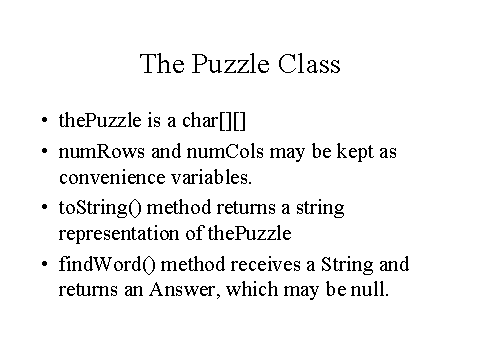 The Puzzle Class
• thePuzzle is a char[][]
• numRows and numCols may be kept as
convenience variables.
• toString() method returns a string
representation of thePuzzle
• findWord() method receives a String and
returns an Answer, which may be null.